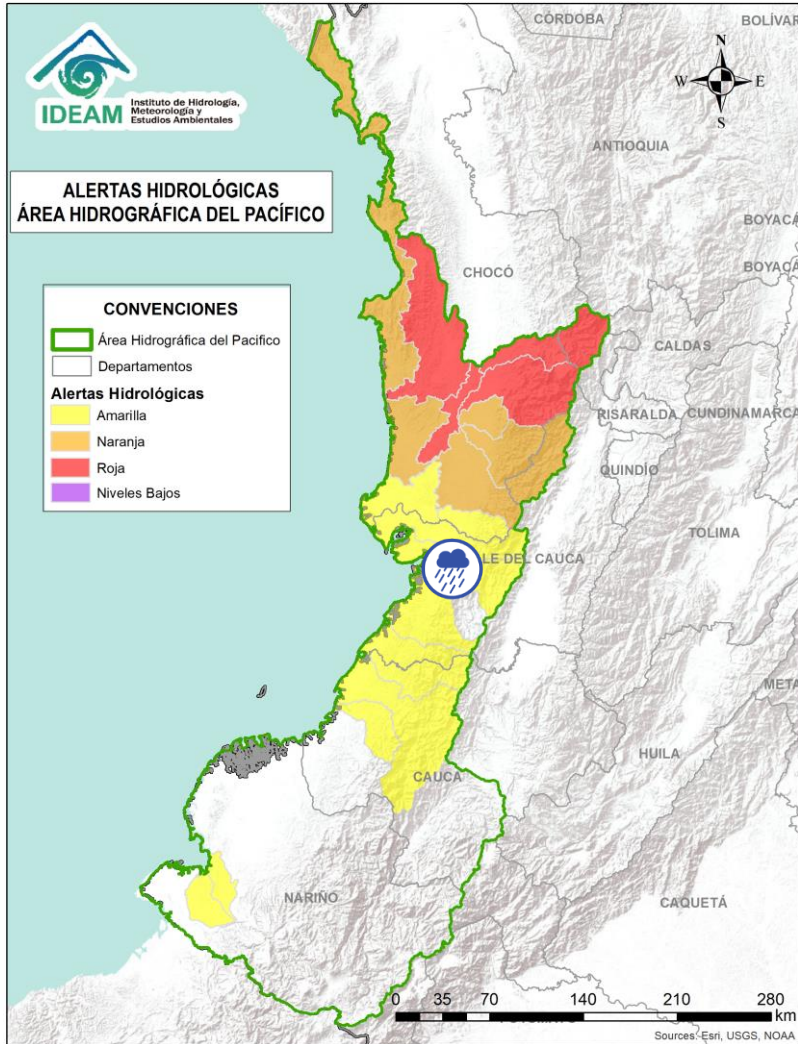 CÓRDOBA
BOLÍVAR
IDEAM
Instituto de Hidrología,
Meteorología y
Estudios Ambientales
N
W
E
S
ANTIOQUIA
ALERTAS HIDROLÓGICAS
ÁREA HIDROGRÁFICA DEL PACÍFICO
BOYACÁ
CHOCÓ
BOYACÁ
CONVENCIONES
Área Hidrográfica del Pacifico
Departamentos
Alertas Hidrológicas
Amarilla
Naranja
Roja
Niveles Bajos
CALDAS
RISARALDA
CUNDINAMARCA
QUINDÍO
TOLIMA
LE DEL CAUCA
META
HUILA
CAUCA
NARIÑO
CAQUETÁ
0 35 70 140 210 280
km
Sources: Esri, USGS, NOAA